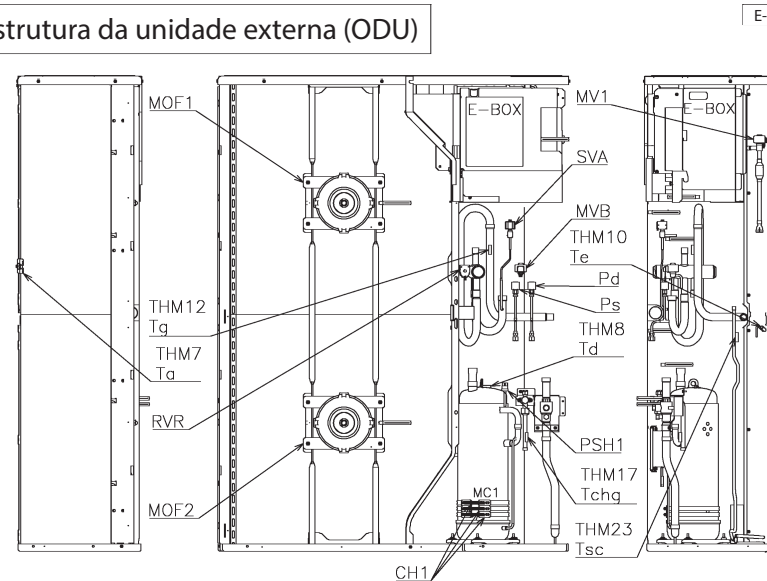 strutura da unidade externa (ODU)
E-
MOF1
E-BOX
MV1
E-BOX
SVA
MVB
THM10
Te
Pd
Ps
THM12
Tg
THM7
Ta
THM8
Td
RVR
PSH1
MC1
THM17
Tchg
MOF2
THM23
Tsc
CH1